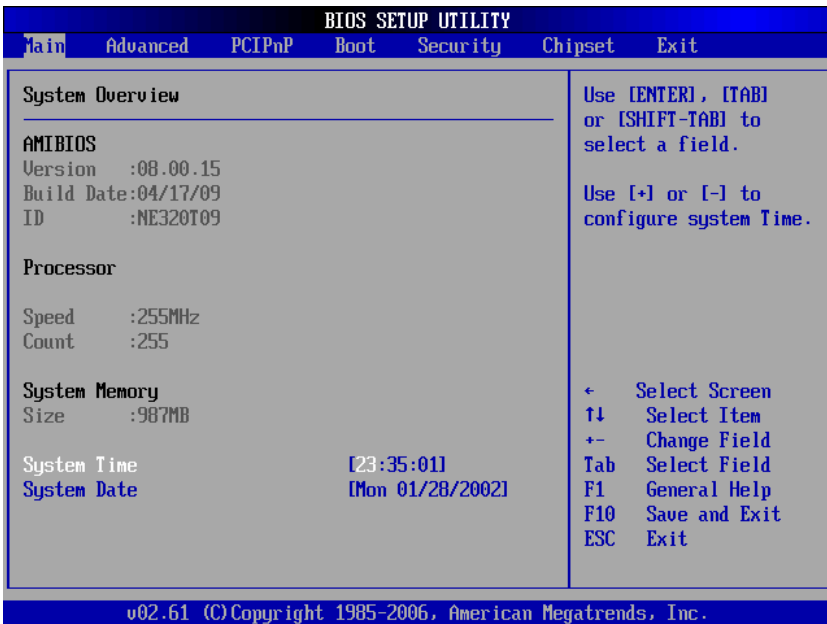 BIOS SETUP UTILITY
Main Advanced PCIPnP Boot Security Chipset Exit
System Overview
AMIBIOS
Version :08.00.15
Build Date:04/17/09
ID :NE320T09
Processor
Speed :255MHz
Count :255
System Memory
Size :987MB
System Time [23:35:01]
System Date [Mon 01/28/2002]
Use [ENTER], [TAB]
or [SHIFT-TAB] to
select a field.
Use [+] or [-] to
configure system Time.
← Select Screen
↑↓ Select Item
+- Change Field
Tab Select Field
F1 General Help
F10 Save and Exit
ESC Exit
v02.61 (C)Copyright 1985-2006, American Megatrends, Inc.